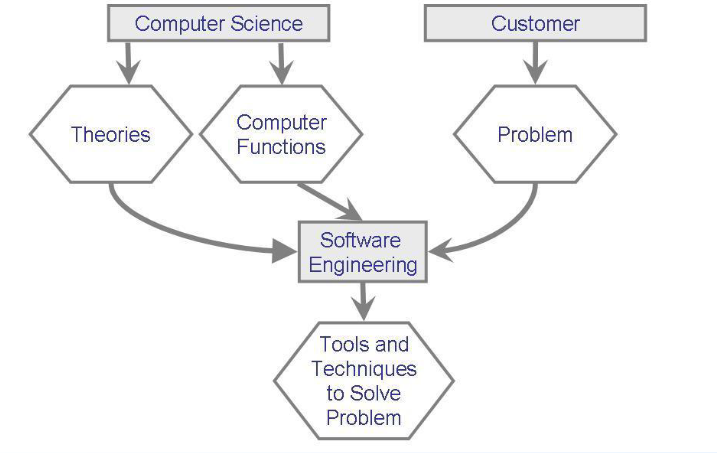 Computer Science
Customer
Theories
Computer
Functions
Problem
Software
Engineering
Tools and
Techniques
to Solve
Problem